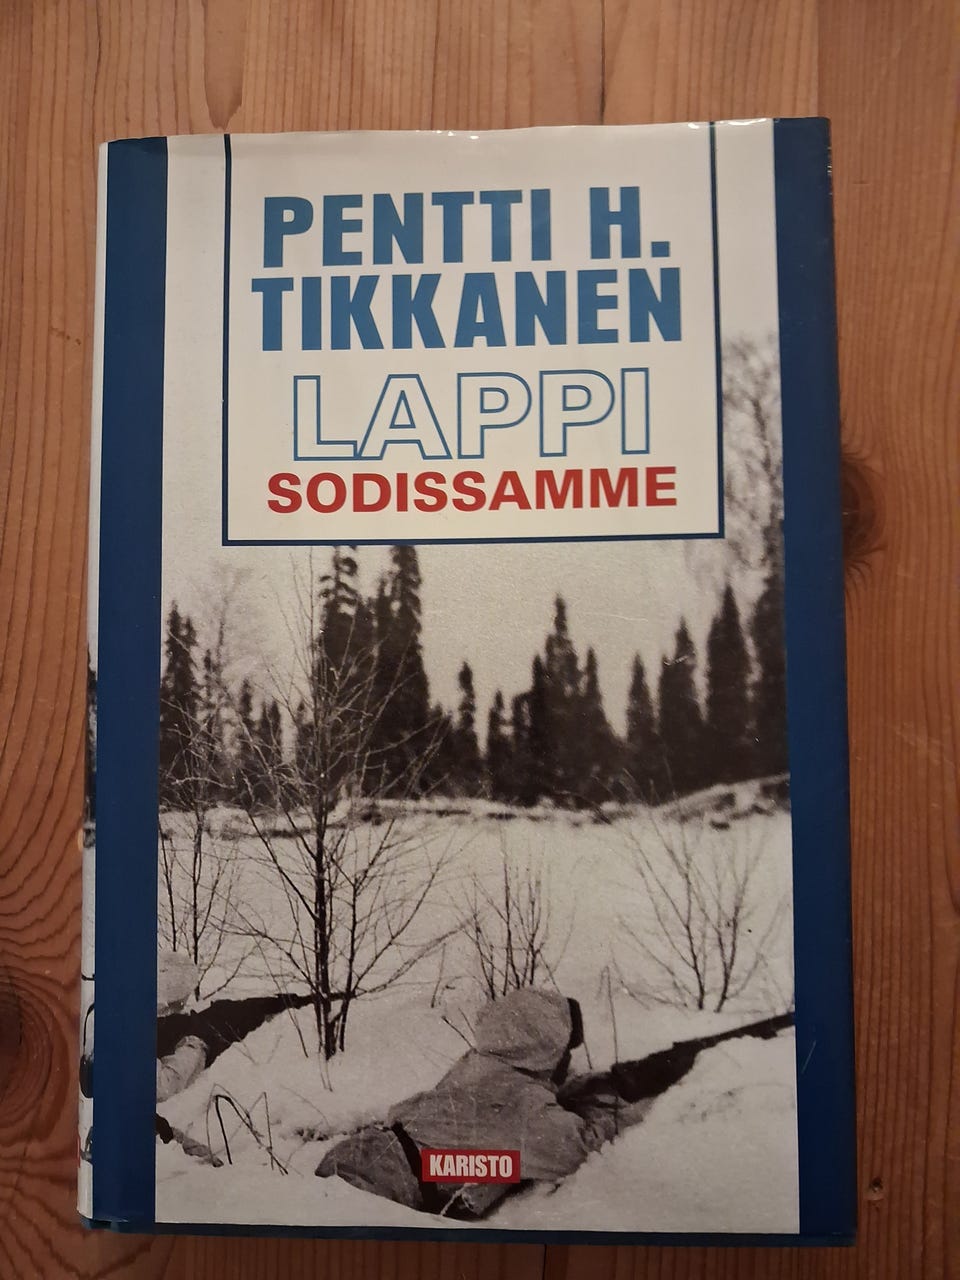 PENTTI H.
TIKKANEN
LAPPI
SODISSAMME
KARISTO